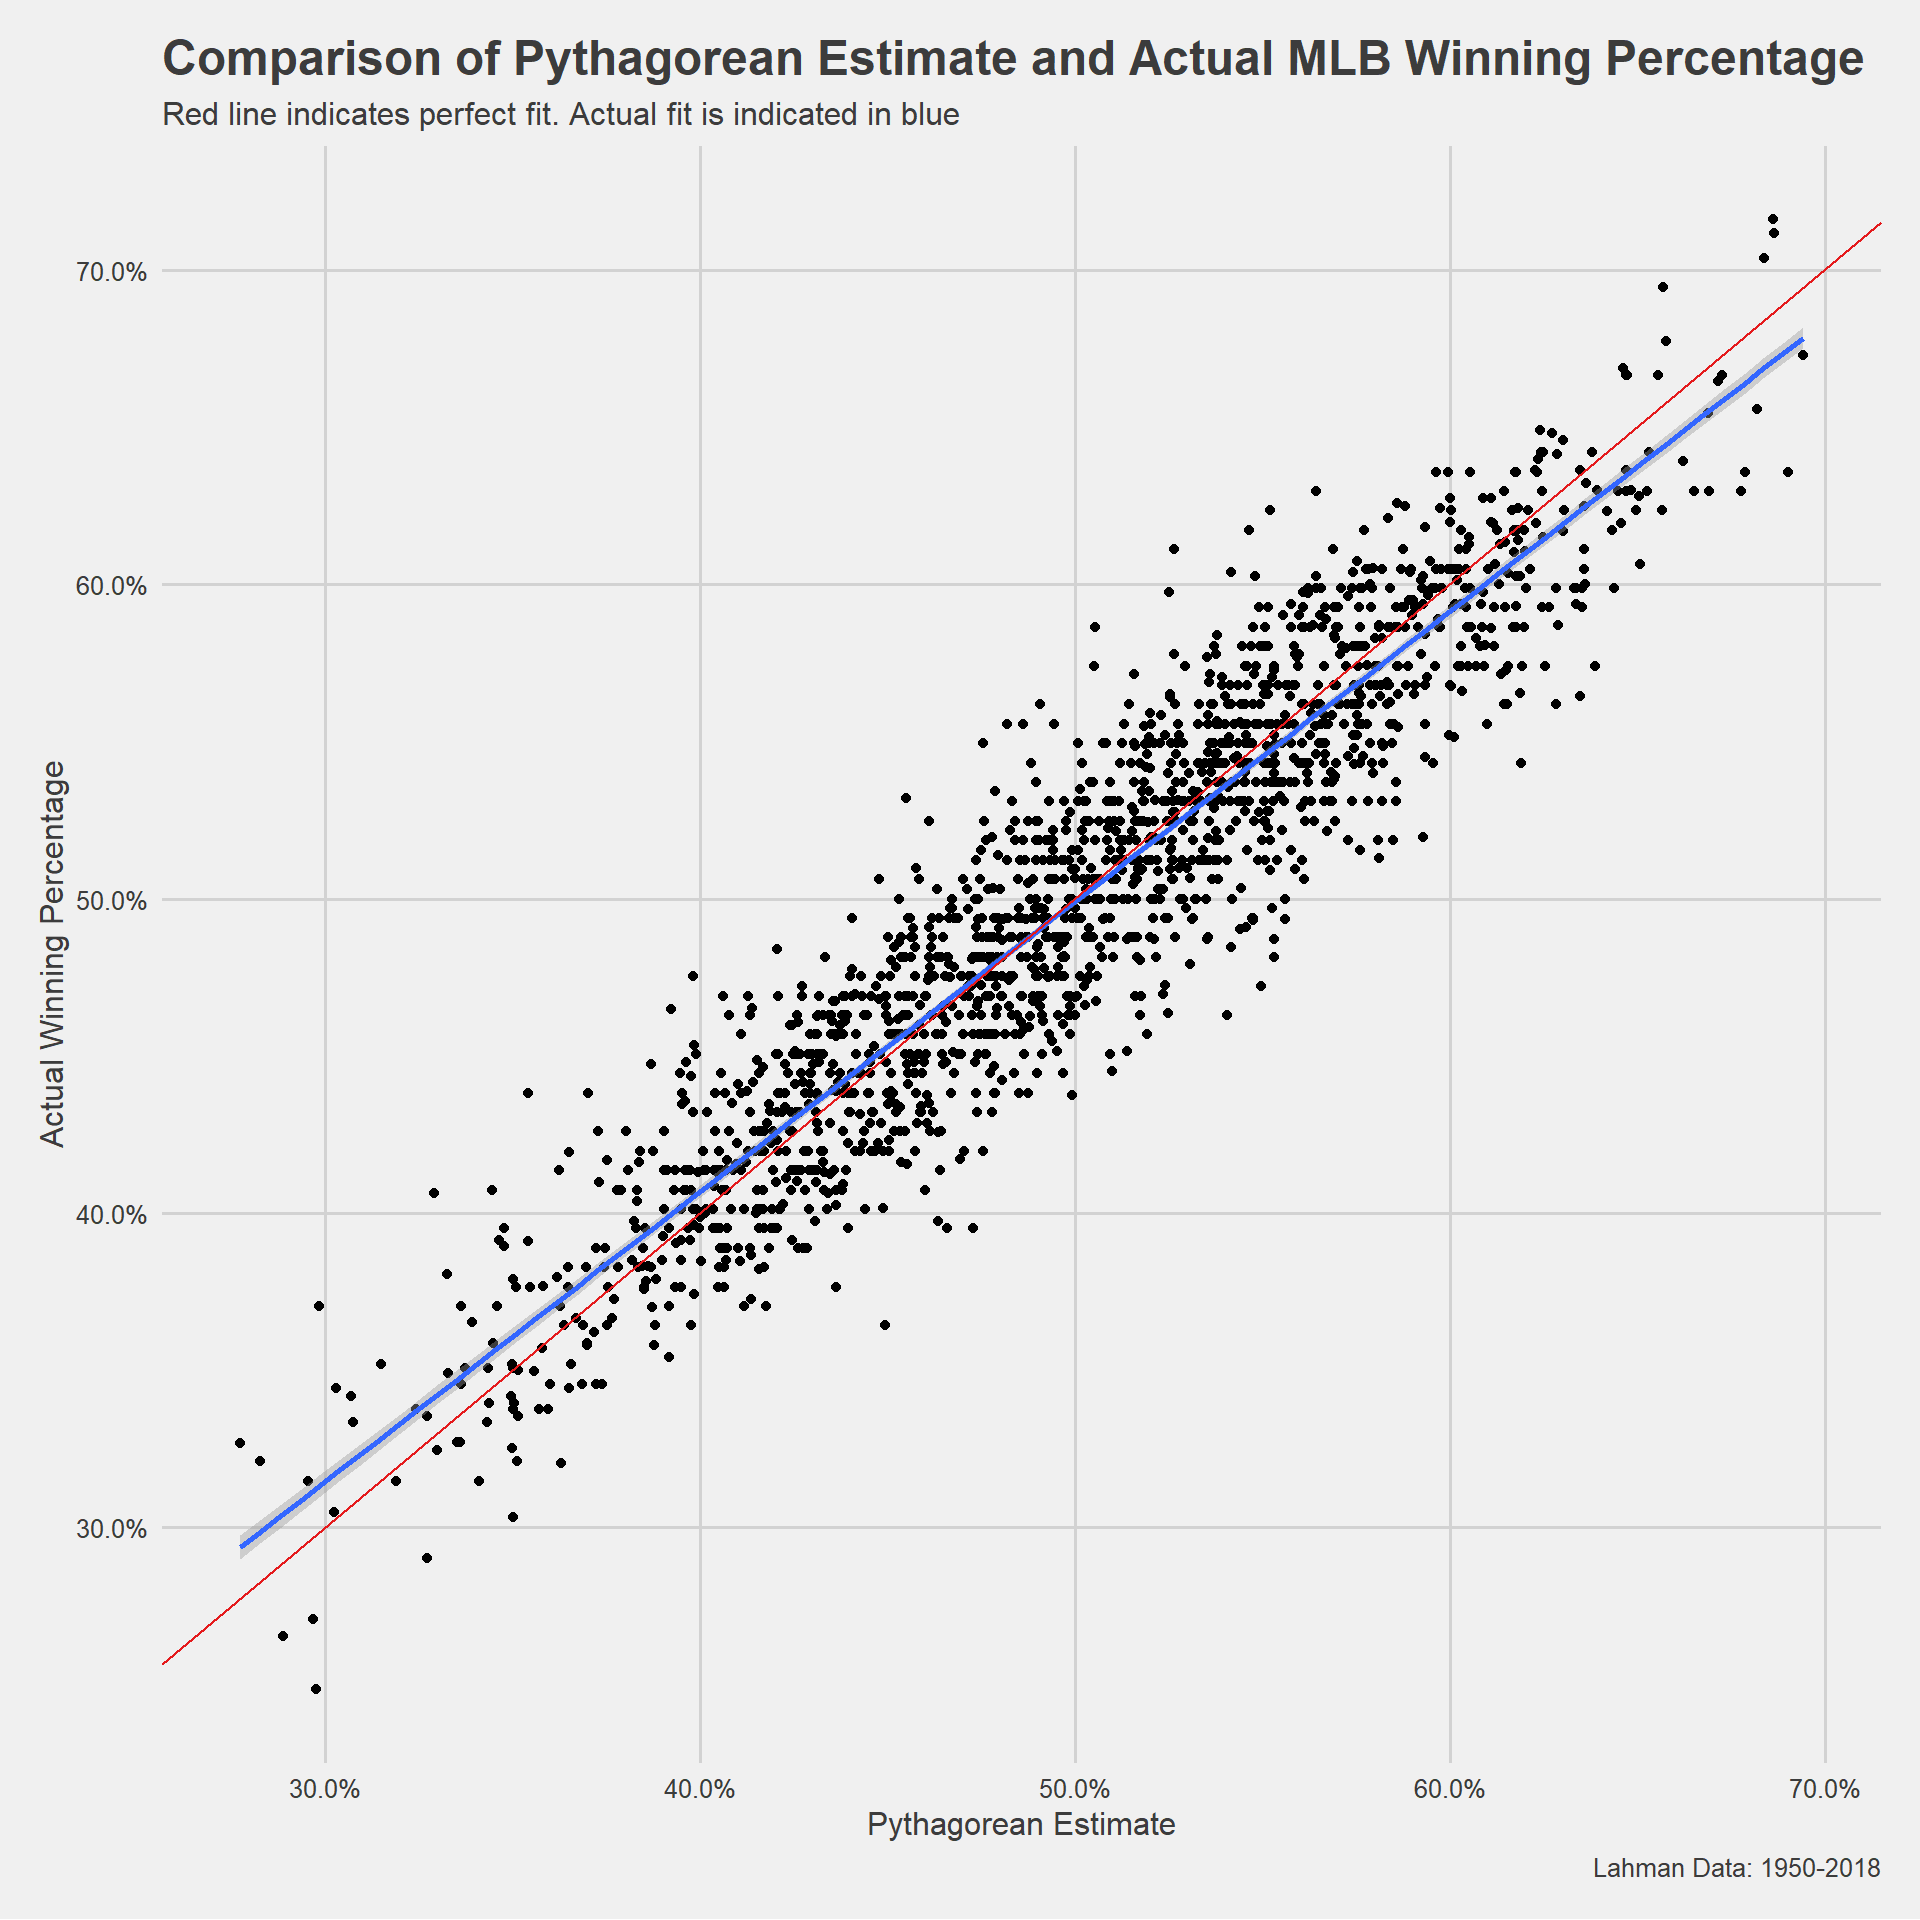 Comparison of Pythagorean Estimate and Actual MLB Winning Percentage
Red line indicates perfect fit. Actual fit is indicated in blue
70.0%
60.0%
50.0%
40.0%
30.0%
Actual Winning Percentage
30.0% 40.0% 50.0% 60.0% 70.0%
Pythagorean Estimate
Lahman Data: 1950-2018